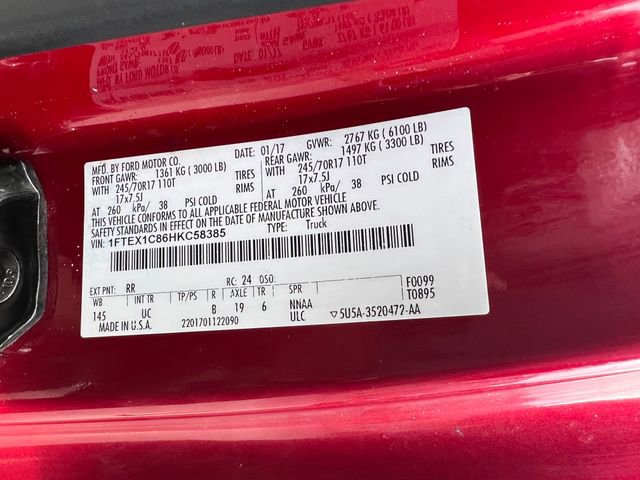 MFD. BY FORD MOTOR CO. DATE: 01/17 GVWR: 2767 KG ( 6100 LB)
FRONT GAWR: 1361 KG ( 3000 LB) REAR GAWR: 1497 KG ( 3300 LB)
WITH 245/70R17 110T TIRES WITH 245/70R17 110T TIRES
17x7.5J RIMS 17x7.5J RIMS
AT 260 kPa/ 38 PSI COLD AT 260 kPa/ 38 PSI COLD
THIS VEHICLE CONFORMS TO ALL APPLICABLE FEDERAL MOTOR VEHICLE
SAFETY STANDARDS IN EFFECT ON THE DATE OF MANUFACTURE SHOWN ABOVE.
VIN: 1FTEX1C86HKC58385 TYPE: Truck
EXT PNT: RR RC: 24 DSO: F0099
WB INT TR TP/PS R AXLE TR SPR T0895
145 UC B 19 6 NNAA
MADE IN U.S.A. 2201701122090 ULC ▽5U5A-3520472-AA